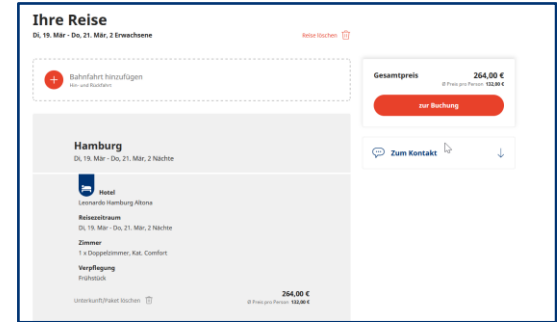 Ihre Reise
Di, 19. Mär - Do, 21. Mär, 2 Erwachsene
Reise löschen
Bahnfahrt hinzufügen
Hin- und Rückfahrt
Gesamtpreis 264,00 €
Ø Preis pro Person: 132,00 €
zur Buchung
Zum Kontakt
Hamburg
Di, 19. Mär - Do, 21. Mär, 2 Nächte
Hotel
Leonardo Hamburg Altona
Reisezeitraum
Di, 19. Mär - Do, 21. Mär, 2 Nächte
Zimmer
1 x Doppelzimmer, Kat. Comfort
Verpflegung
Frühstück
Unterkunft/Paket löschen
264,00 €
Ø Preis pro Person: 132,00 €